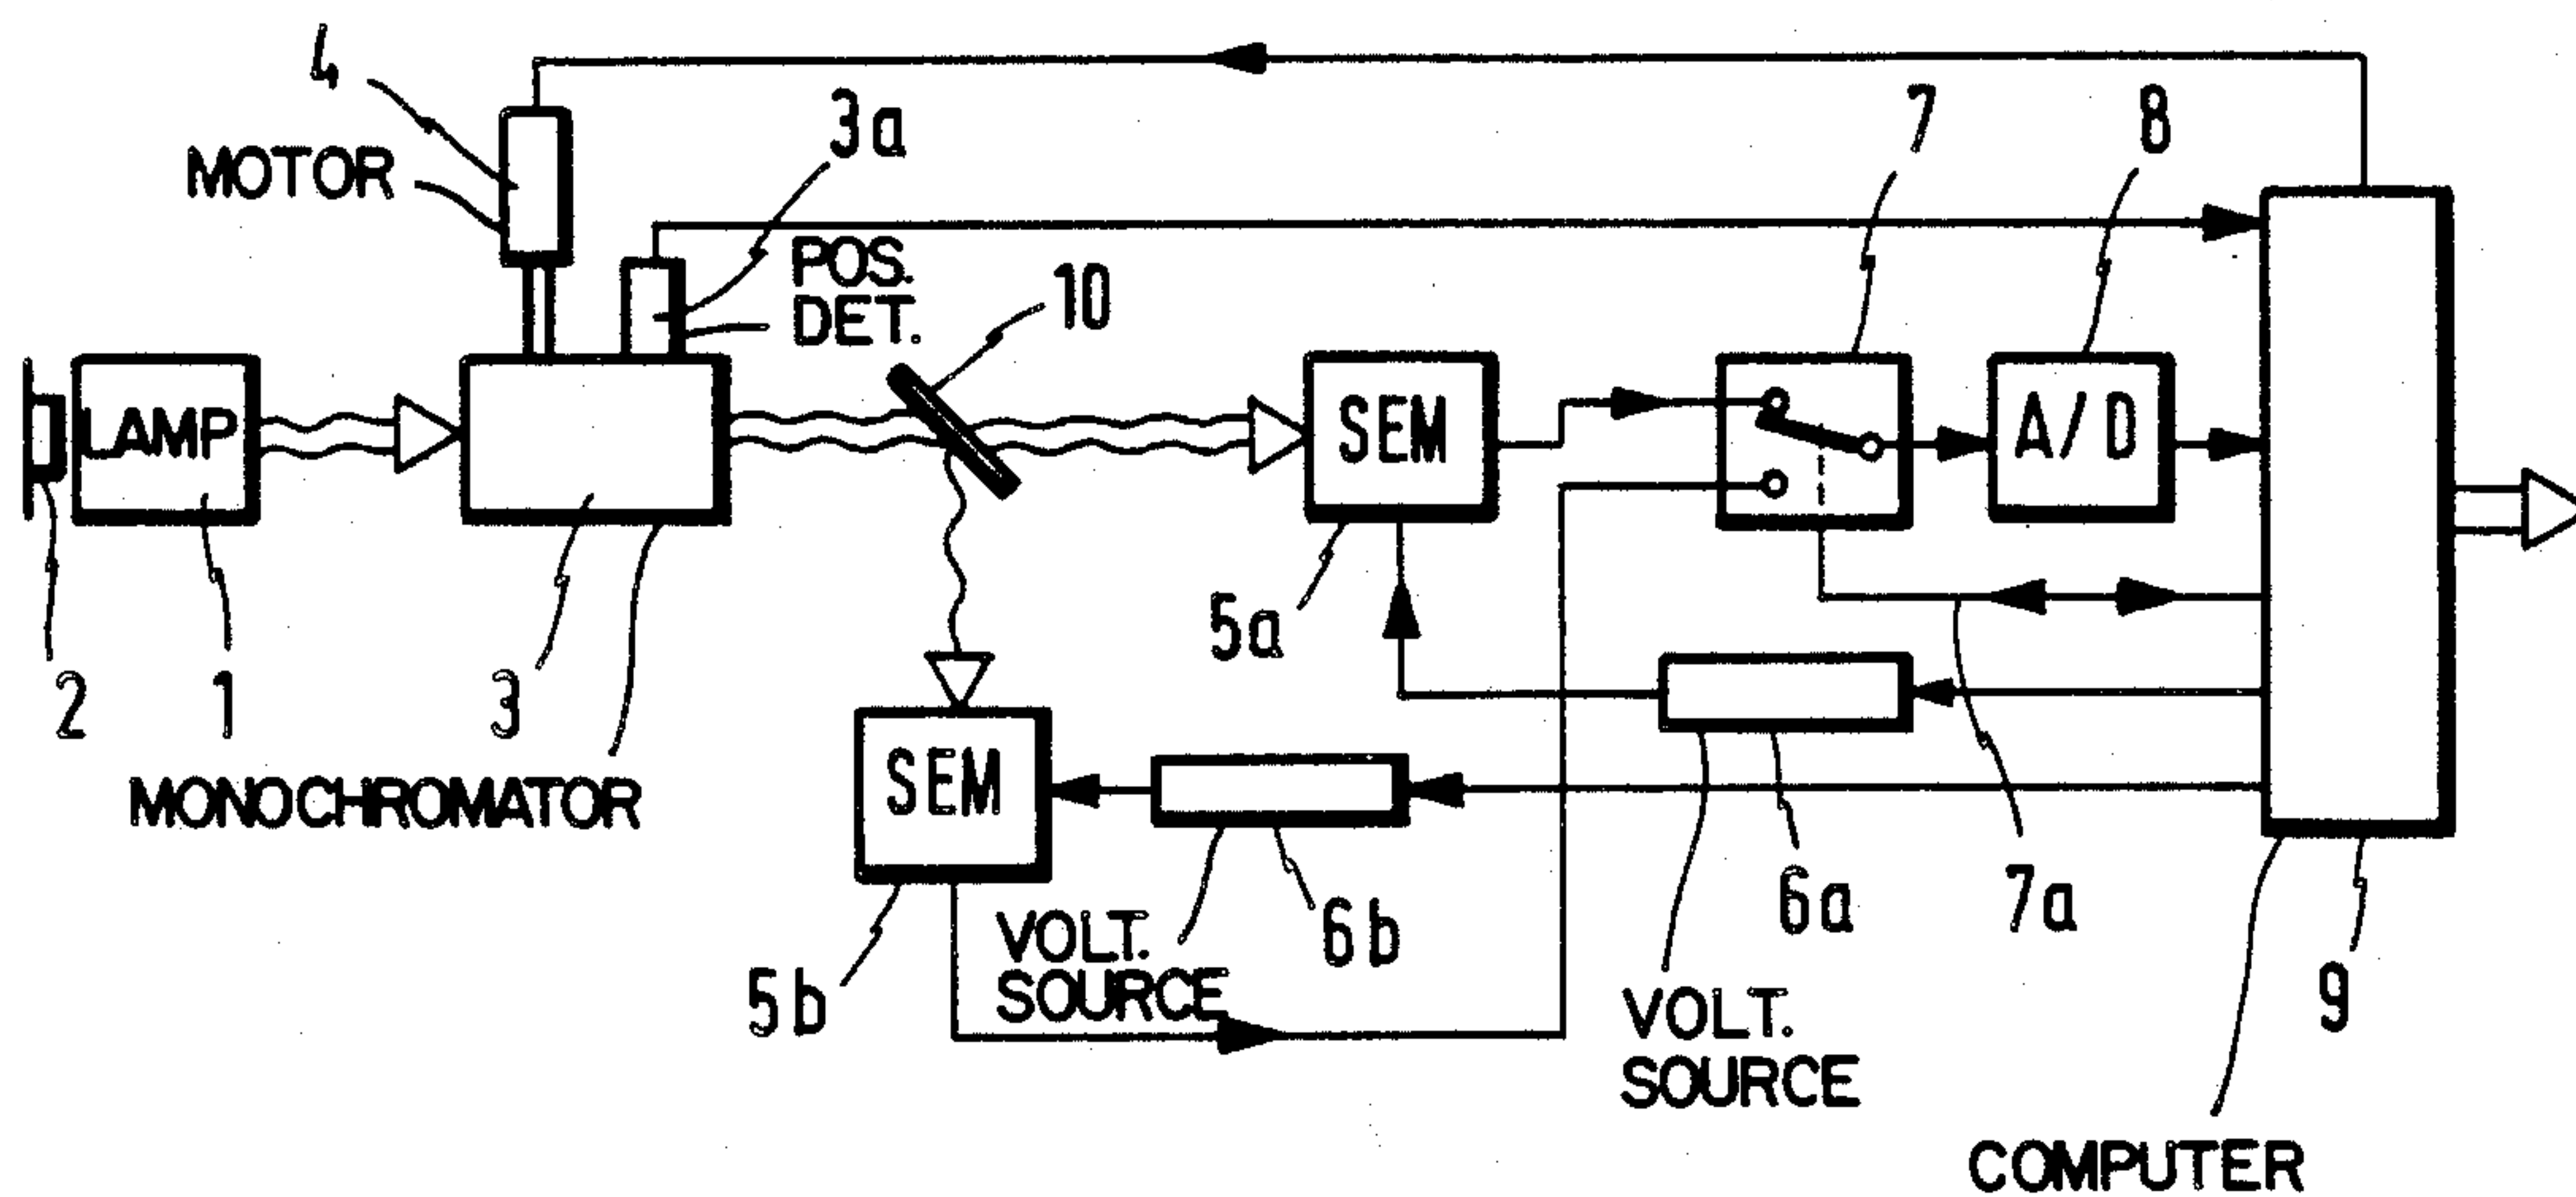 4
MOTOR
3a
POS.
DET.
10
7
8
LAMP
SEM
A/D
2
1
3
5a
MONOCHROMATOR
SEM
6a
7a
9
5b
VOLT.
SOURCE
6b
VOLT.
SOURCE
COMPUTER